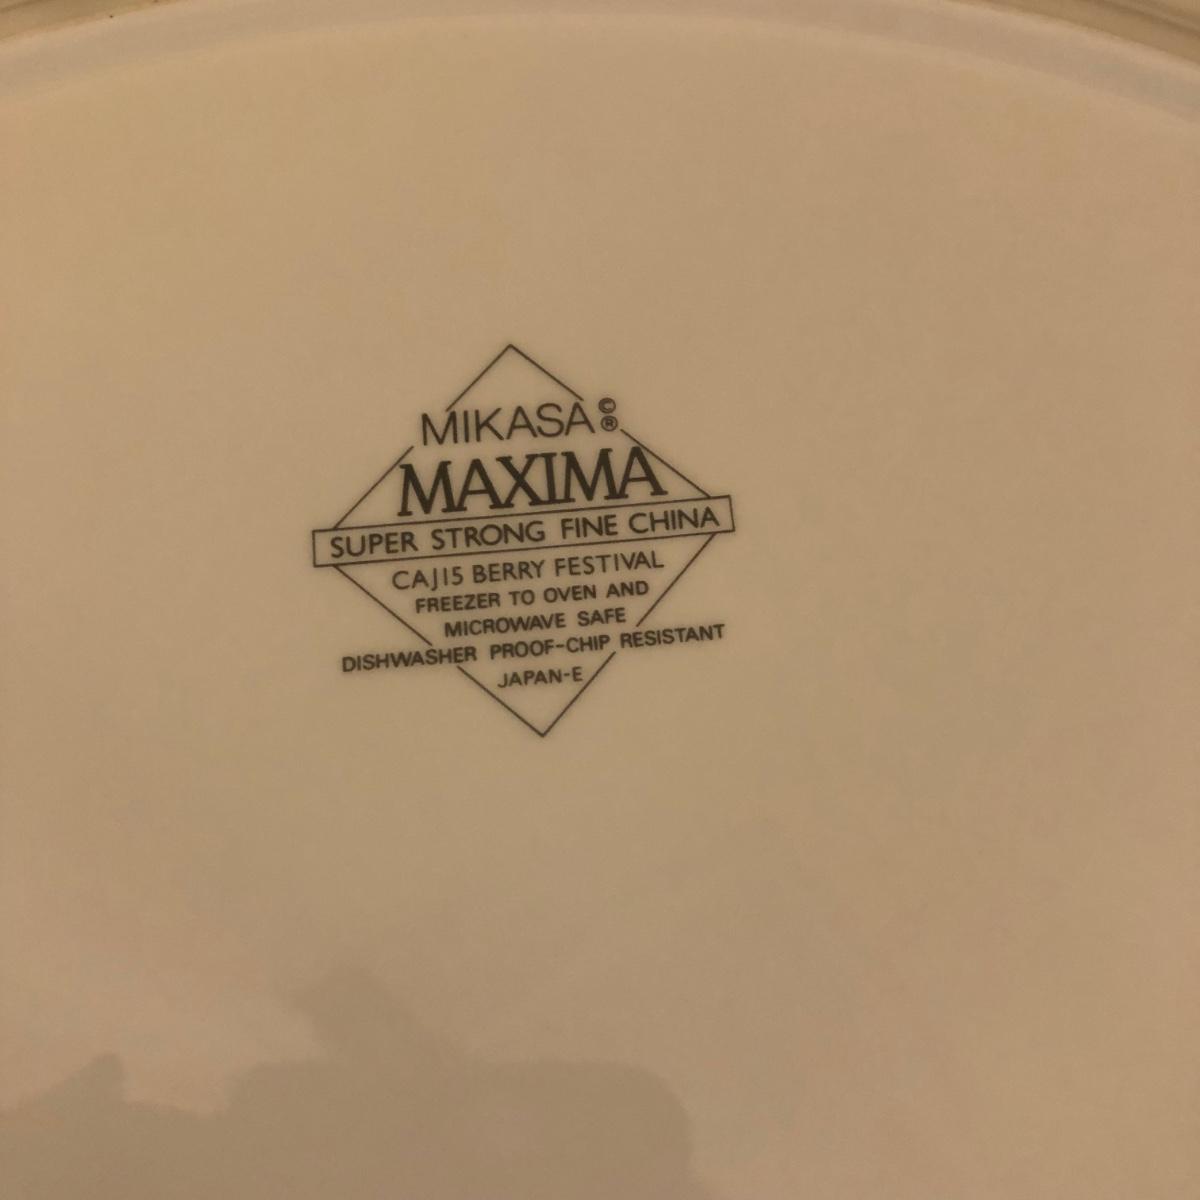 MIKASA©®
MAXIMA
SUPER STRONG FINE CHINA
CAJ15 BERRY FESTIVAL
FREEZER TO OVEN AND
MICROWAVE SAFE
DISHWASHER PROOF-CHIP RESISTANT
JAPAN-E